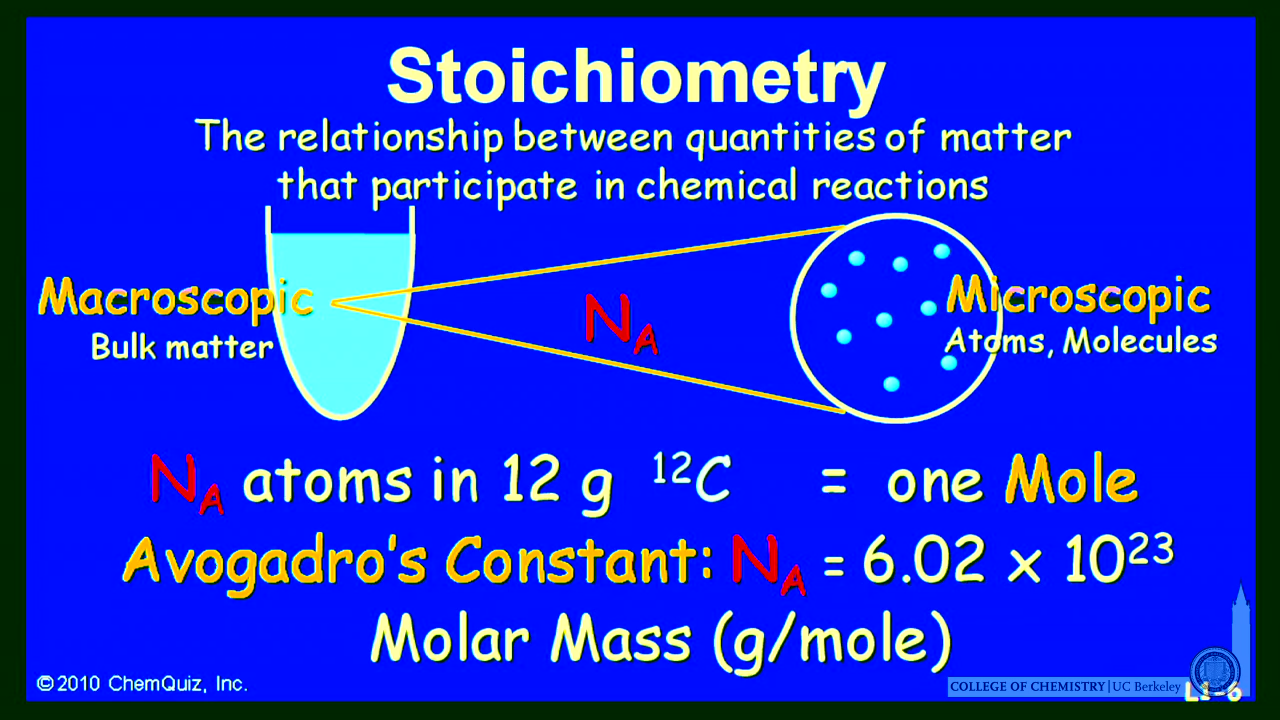 Stoichiometry
The relationship between quantities of matter
that participate in chemical reactions
Macroscopic
Bulk matter
N_A
Microscopic
Atoms, Molecules
N_A atoms in 12 g ¹²C = one Mole
Avogadro's Constant: N_A = 6.02 x 10²³
Molar Mass (g/mole)
©2010 ChemQuiz, Inc.
COLLEGE OF CHEMISTRY | UC Berkeley
L1-6